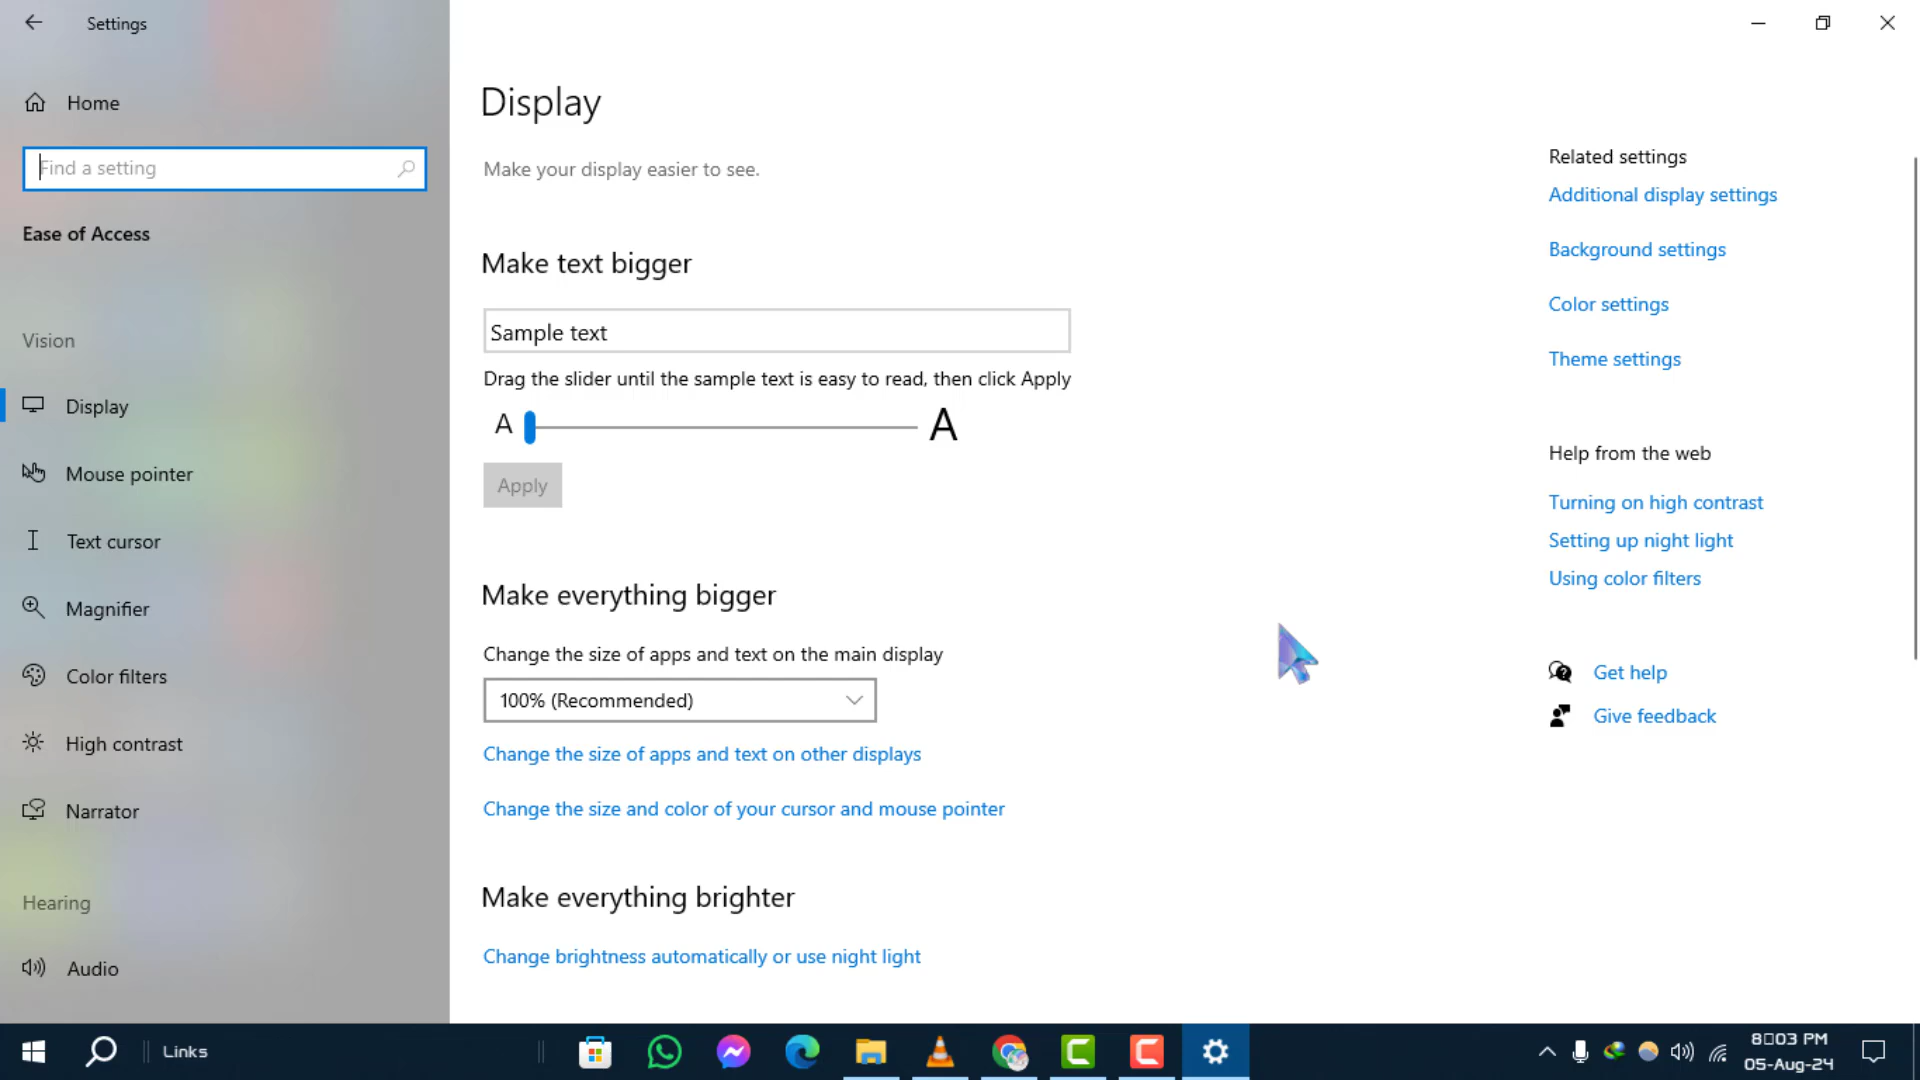 Settings
Home
Find a setting
Ease of Access
Vision
Display
Mouse pointer
Text cursor
Magnifier
Color filters
High contrast
Narrator
Hearing
Audio
Display
Make your display easier to see.
Make text bigger
Sample text
Drag the slider until the sample text is easy to read, then click Apply
A A
Apply
Make everything bigger
Change the size of apps and text on the main display
100% (Recommended)
Change the size of apps and text on other displays
Change the size and color of your cursor and mouse pointer
Make everything brighter
Change brightness automatically or use night light
Related settings
Additional display settings
Background settings
Color settings
Theme settings
Help from the web
Turning on high contrast
Setting up night light
Using color filters
Get help
Give feedback
Links
8▯03 PM
05-Aug-24